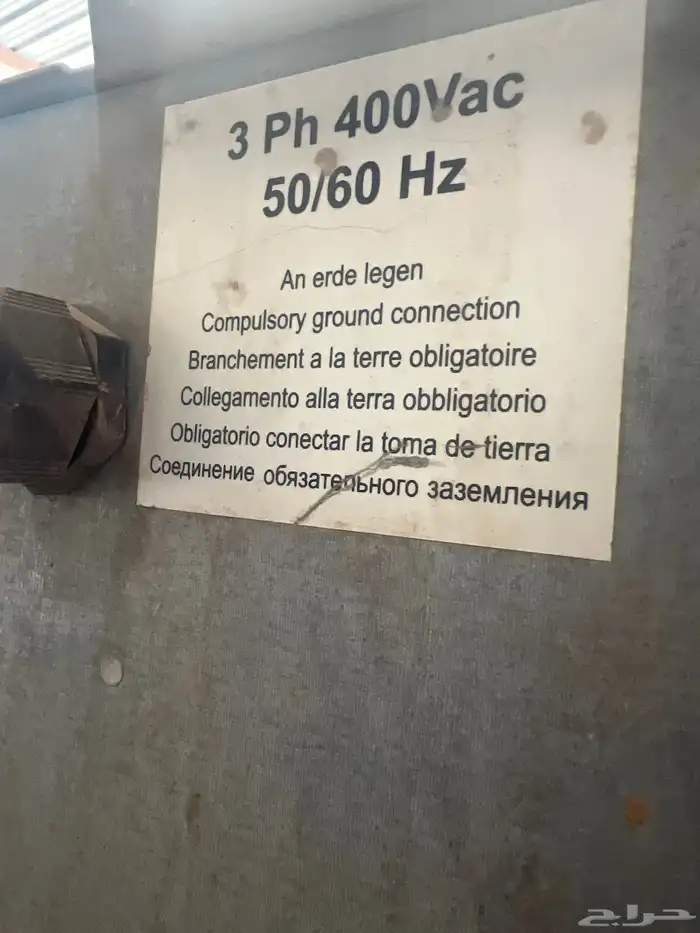 3 Ph 400Vac
50/60 Hz
An erde legen
Compulsory ground connection
Branchement a la terre obligatoire
Collegamento alla terra obbligatorio
Obligatorio conectar la toma de tierra
Соединение обязательного заземления
حراج